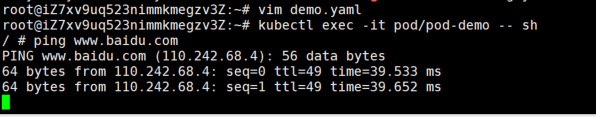 root@iZ7xv9uq523nimmkmegzv3Z:~# vim demo.yaml
root@iZ7xv9uq523nimmkmegzv3Z:~# kubectl exec -it pod/pod-demo -- sh
/ # ping www.baidu.com
PING www.baidu.com (110.242.68.4): 56 data bytes
64 bytes from 110.242.68.4: seq=0 ttl=49 time=39.533 ms
64 bytes from 110.242.68.4: seq=1 ttl=49 time=39.652 ms